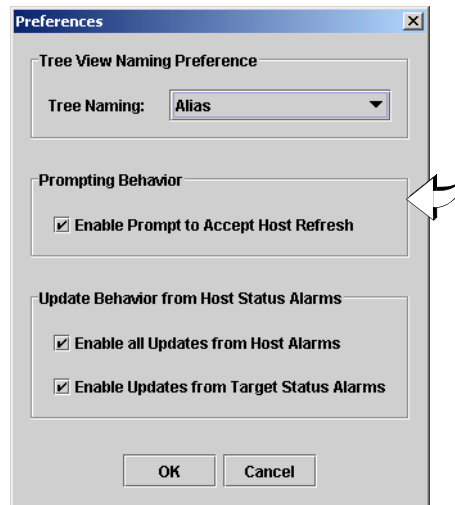 Preferences
Tree View Naming Preference
Tree Naming: Alias
Prompting Behavior
Enable Prompt to Accept Host Refresh
Update Behavior from Host Status Alarms
Enable all Updates from Host Alarms
Enable Updates from Target Status Alarms
OK Cancel